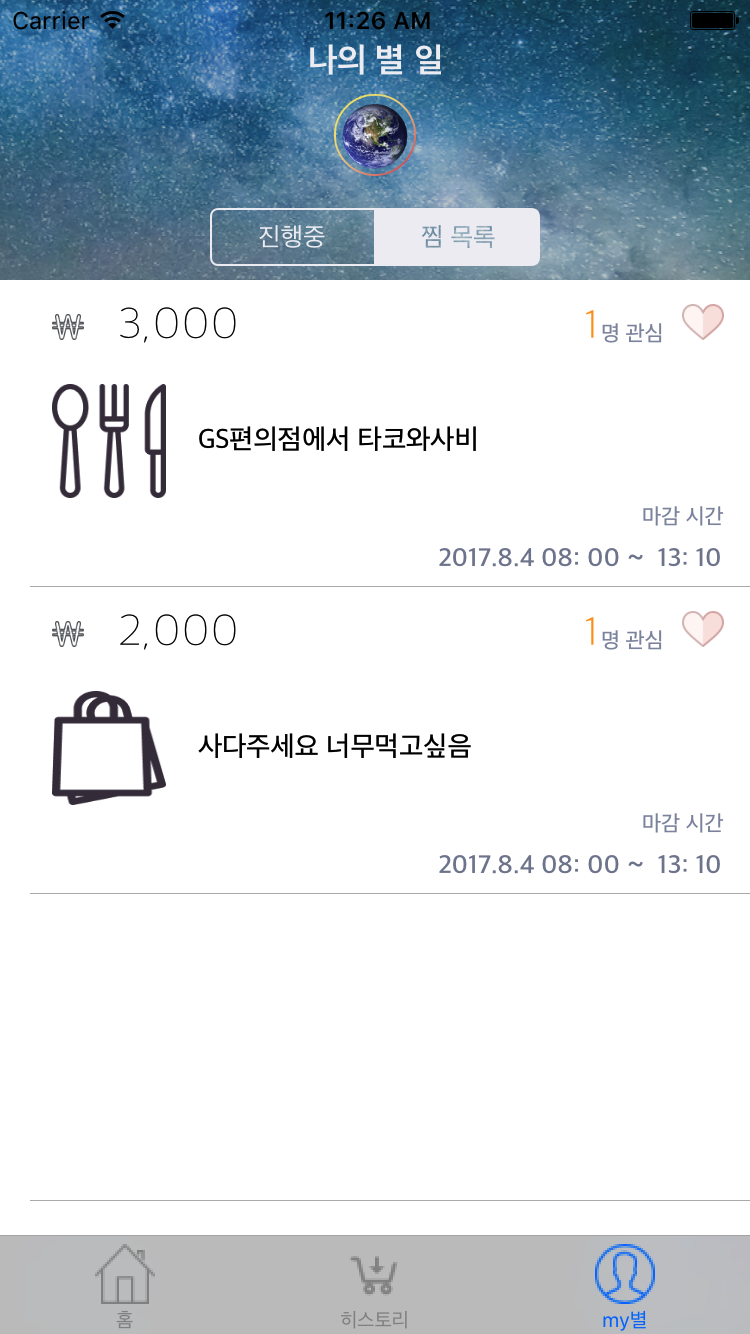 Carrier 11:26 AM
나의 별 일
진행중 찜 목록
₩ 3,000 1명 관심
GS편의점에서 타코와사비
마감 시간
2017.8.4 08: 00 ~ 13: 10
₩ 2,000 1명 관심
사다주세요 너무먹고싶음
마감 시간
2017.8.4 08: 00 ~ 13: 10
홈 히스토리 my별